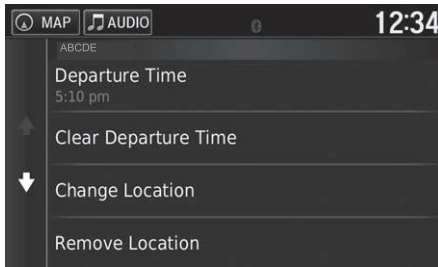 MAP AUDIO 12:34
ABCDE
Departure Time
5:10 pm
Clear Departure Time
Change Location
Remove Location